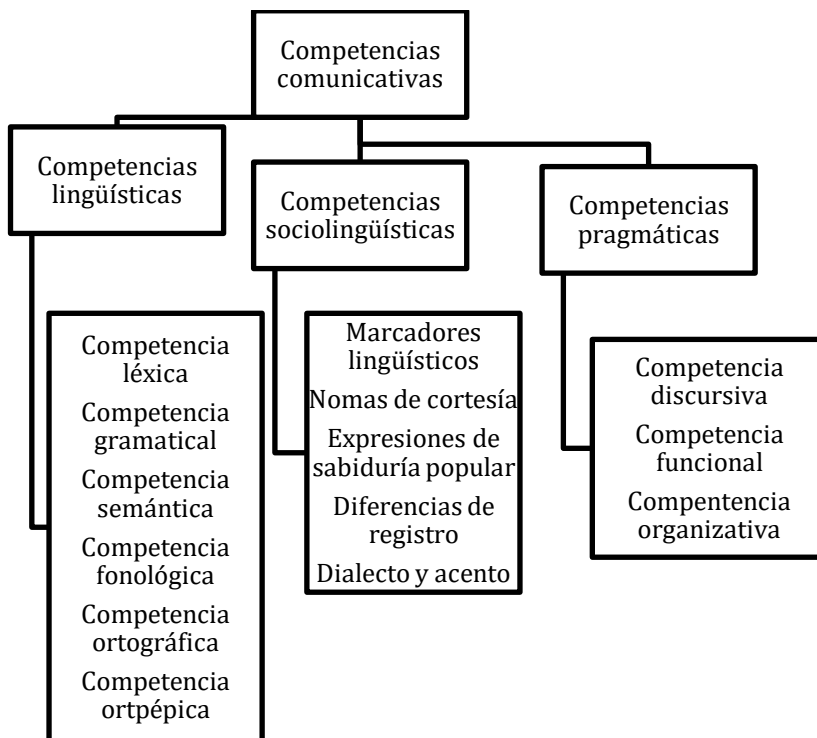 Competencias
comunicativas
Competencias
lingüísticas
Competencias
sociolingüísticas
Competencias
pragmáticas
Competencia
léxica
Competencia
gramatical
Competencia
semántica
Competencia
fonológica
Competencia
ortográfica
Competencia
ortpépica
Marcadores
lingüísticos
Nomas de cortesía
Expresiones de
sabiduría popular
Diferencias de
registro
Dialecto y acento
Competencia
discursiva
Competencia
funcional
Compentencia
organizativa